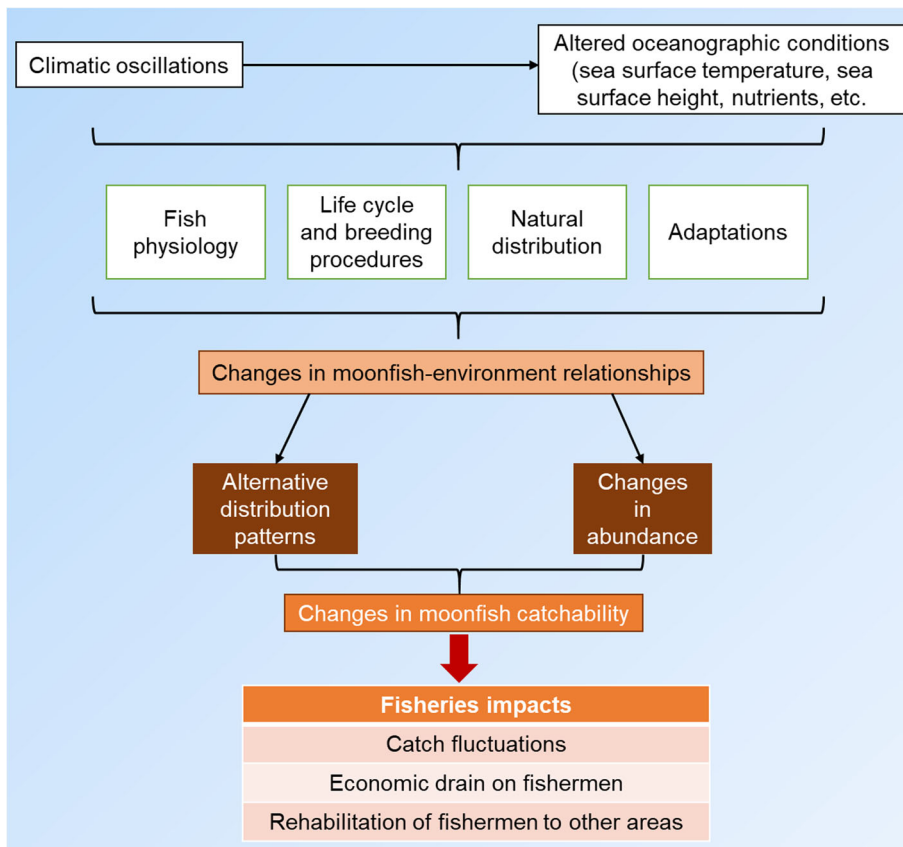 Climatic oscillations
Altered oceanographic conditions
(sea surface temperature, sea
surface height, nutrients, etc.
Fish
physiology
Life cycle
and breeding
procedures
Natural
distribution
Adaptations
Changes in moonfish-environment relationships
Alternative
distribution
patterns
Changes
in
abundance
Changes in moonfish catchability
Fisheries impacts
Catch fluctuations
Economic drain on fishermen
Rehabilitation of fishermen to other areas